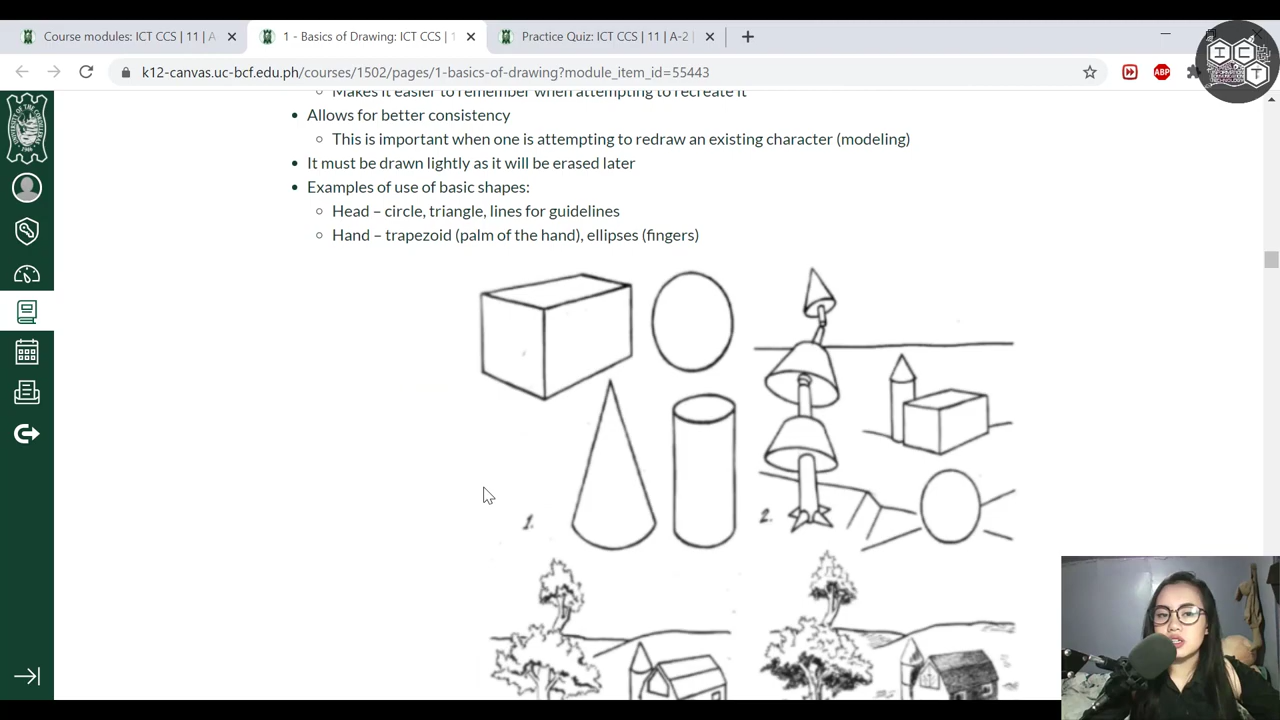 Course modules: ICT CCS | 11 | A
1 - Basics of Drawing: ICT CCS | 1
Practice Quiz: ICT CCS | 11 | A-2 |
k12-canvas.uc-bcf.edu.ph/courses/1502/pages/1-basics-of-drawing?module_item_id=55443
ABP
ICT
Makes it easier to remember when attempting to recreate it
Allows for better consistency
This is important when one is attempting to redraw an existing character (modeling)
It must be drawn lightly as it will be erased later
Examples of use of basic shapes:
Head – circle, triangle, lines for guidelines
Hand – trapezoid (palm of the hand), ellipses (fingers)
1.
2.